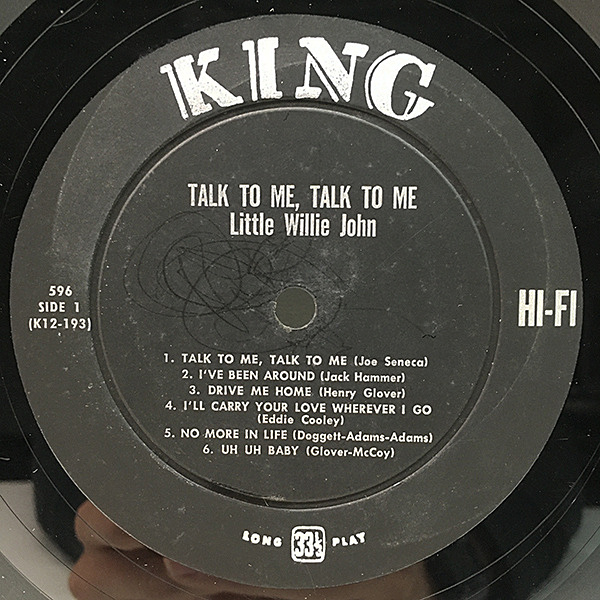 KING
TALK TO ME, TALK TO ME
Little Willie John
596
SIDE 1
(K12-193)
HI-FI
1. TALK TO ME, TALK TO ME (Joe Seneca)
2. I'VE BEEN AROUND (Jack Hammer)
3. DRIVE ME HOME (Henry Glover)
4. I'LL CARRY YOUR LOVE WHEREVER I GO
(Eddie Cooley)
5. NO MORE IN LIFE (Doggett-Adams-Adams)
6. UH UH BABY (Glover-McCoy)
LONG 33⅓ PLAY